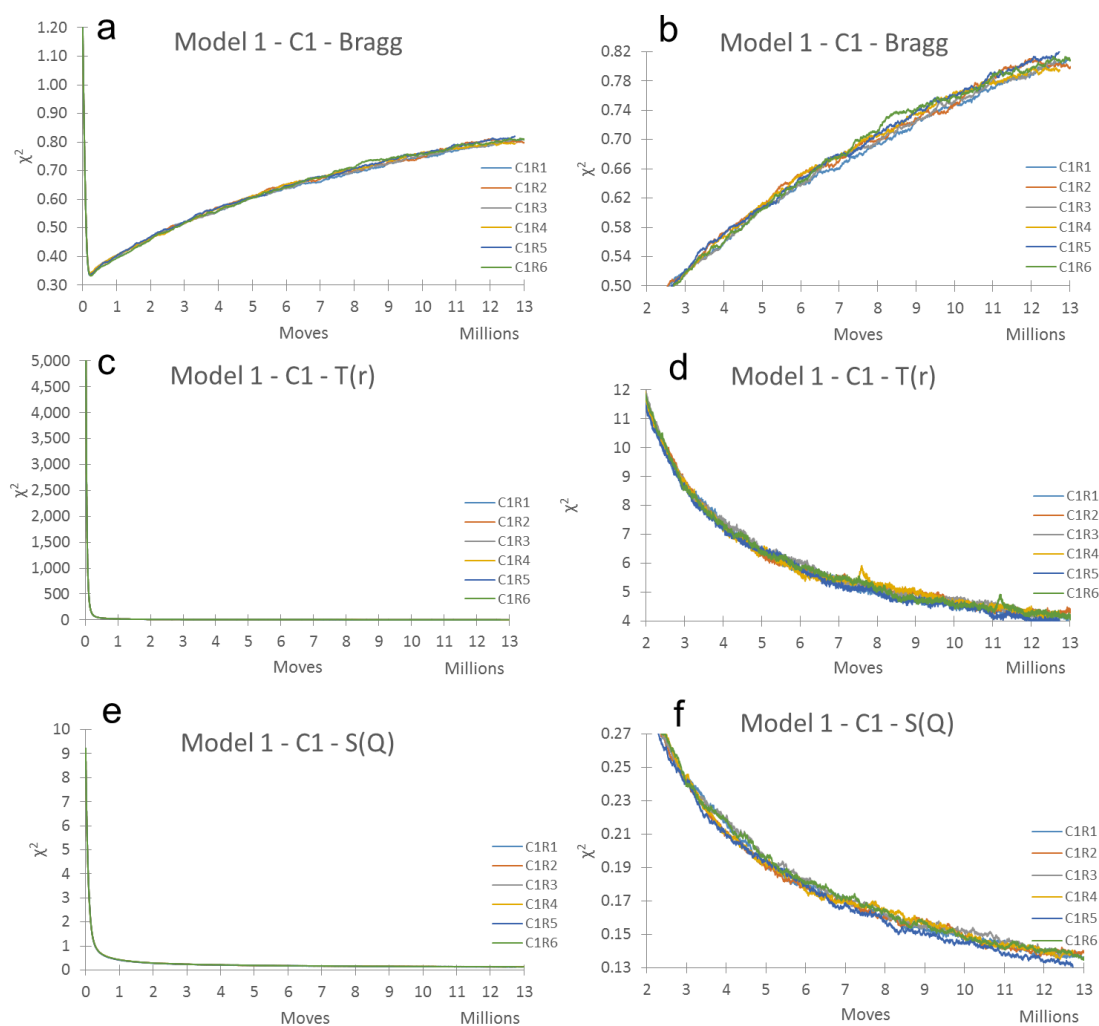 a
Model 1 - C1 - Bragg
1.20
1.10
1.00
0.90
0.80
0.70
0.60
0.50
0.40
0.30
χ²
0 1 2 3 4 5 6 7 8 9 10 11 12 13
Moves Millions
C1R1
C1R2
C1R3
C1R4
C1R5
C1R6
b
Model 1 - C1 - Bragg
0.82
0.78
0.74
0.70
0.66
0.62
0.58
0.54
0.50
χ²
2 3 4 5 6 7 8 9 10 11 12 13
Moves Millions
C1R1
C1R2
C1R3
C1R4
C1R5
C1R6
c
Model 1 - C1 - T(r)
5,000
4,500
4,000
3,500
3,000
2,500
2,000
1,500
1,000
500
0
χ²
0 1 2 3 4 5 6 7 8 9 10 11 12 13
Moves Millions
C1R1
C1R2
C1R3
C1R4
C1R5
C1R6
d
Model 1 - C1 - T(r)
12
11
10
9
8
7
6
5
4
χ²
2 3 4 5 6 7 8 9 10 11 12 13
Moves Millions
C1R1
C1R2
C1R3
C1R4
C1R5
C1R6
e
Model 1 - C1 - S(Q)
10
9
8
7
6
5
4
3
2
1
0
χ²
0 1 2 3 4 5 6 7 8 9 10 11 12 13
Moves Millions
C1R1
C1R2
C1R3
C1R4
C1R5
C1R6
f
Model 1 - C1 - S(Q)
0.27
0.25
0.23
0.21
0.19
0.17
0.15
0.13
χ²
2 3 4 5 6 7 8 9 10 11 12 13
Moves Millions
C1R1
C1R2
C1R3
C1R4
C1R5
C1R6